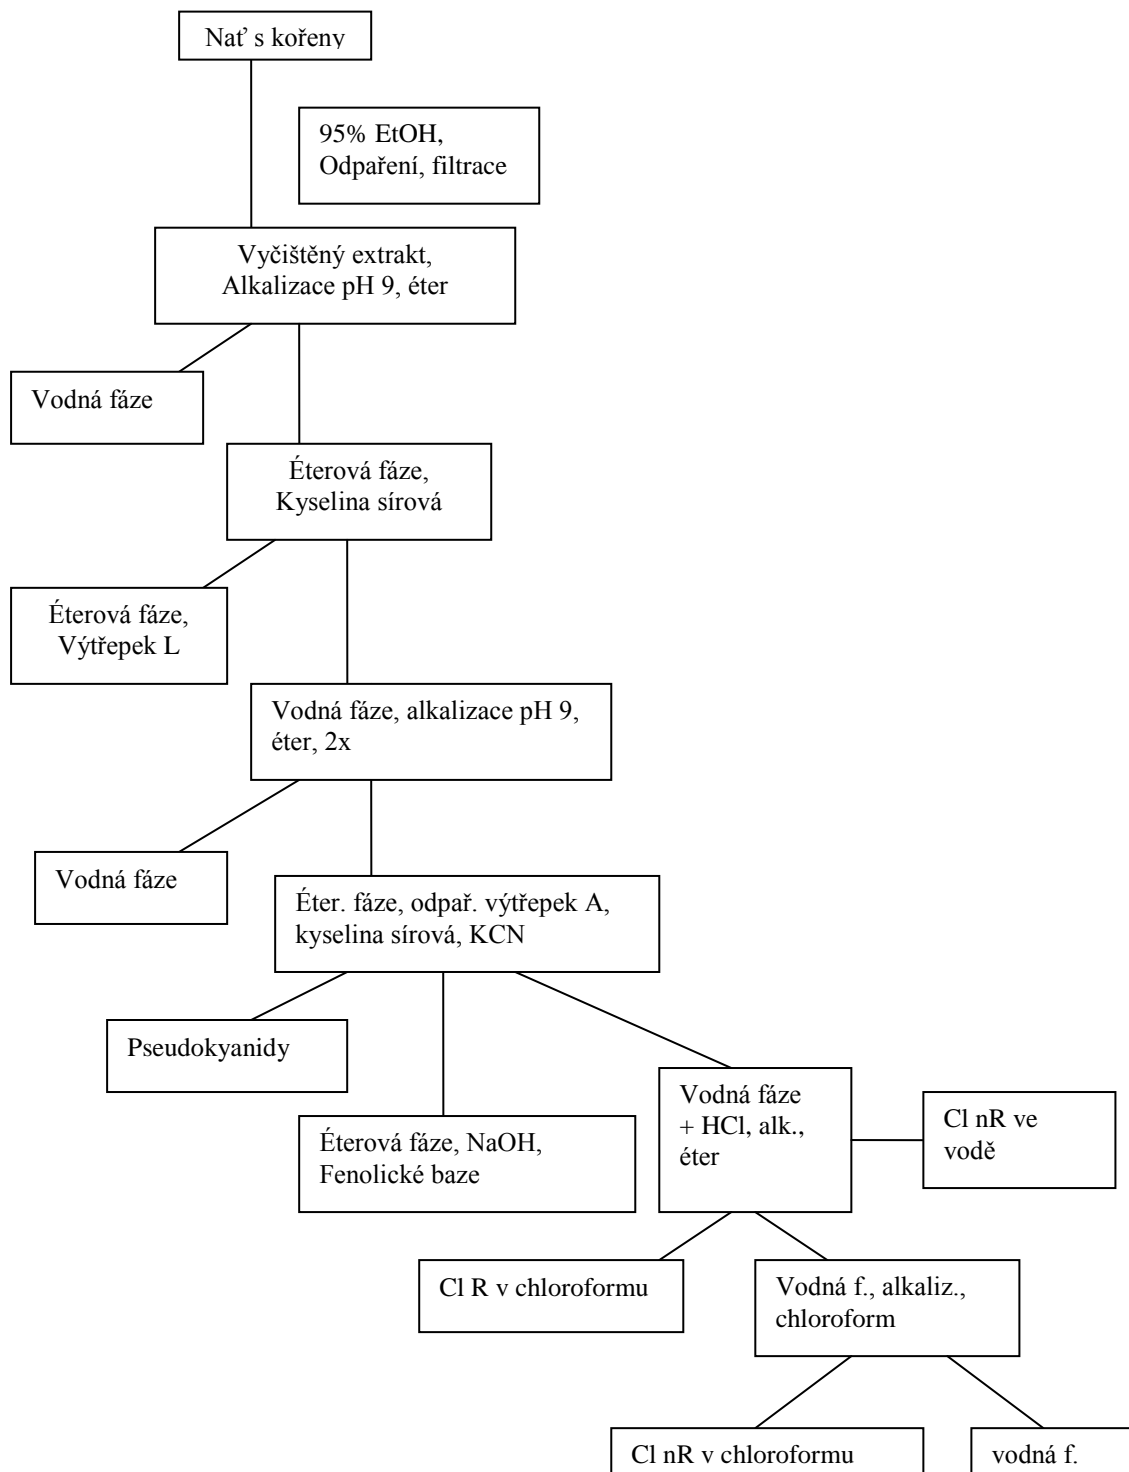 Nať s kořeny
95% EtOH,
Odpaření, filtrace
Vyčištěný extrakt,
Alkalizace pH 9, éter
Vodná fáze
Éterová fáze,
Kyselina sírová
Éterová fáze,
Výtřepek L
Vodná fáze, alkalizace pH 9,
éter, 2x
Vodná fáze
Éter. fáze, odpař. výtřepek A,
kyselina sírová, KCN
Pseudokyanidy
Éterová fáze, NaOH,
Fenolické baze
Vodná fáze
+ HCl, alk.,
éter
Cl nR ve
vodě
Cl R v chloroformu
Vodná f., alkaliz.,
chloroform
Cl nR v chloroformu
vodná f.